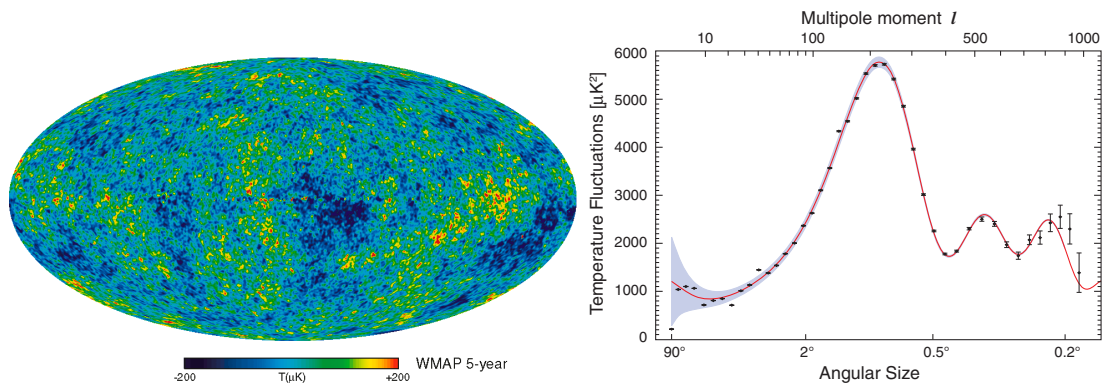 WMAP 5-year
-200 T(μK) +200
Multipole moment l
10 100 500 1000
Temperature Fluctuations [μK²]
6000
5000
4000
3000
2000
1000
0
90° 2° 0.5° 0.2°
Angular Size